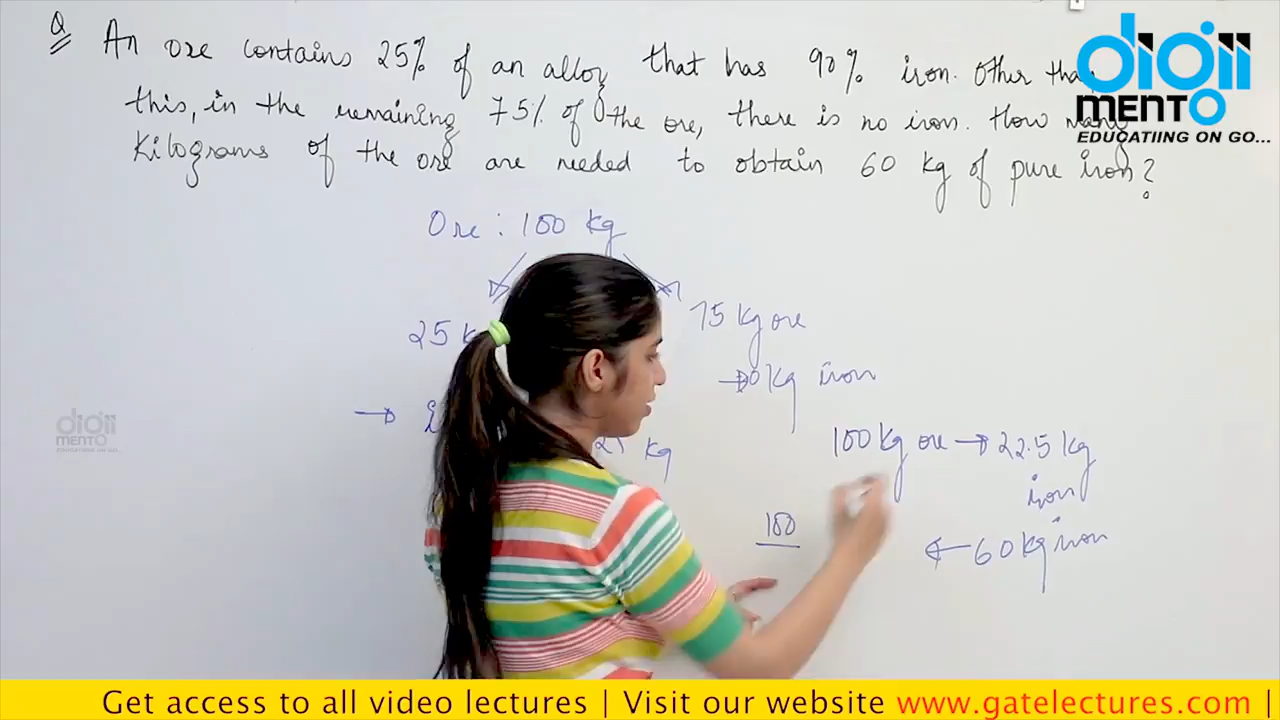 Q An ore contains 25% of an alloy that has 90% iron. Other than
this, in the remaining 75% of the ore, there is no iron. How many
Kilograms of the ore are needed to obtain 60 kg of pure iron?
digii
MENTO
EDUCATIING ON GO...
Ore : 100 kg
25 k
75 kg ore
→ 0 kg iron
→ i
kg
100 kg ore → 22.5 kg
iron
100
← 60 kg iron
digii
MENTO
Get access to all video lectures | Visit our website www.gatelectures.com |